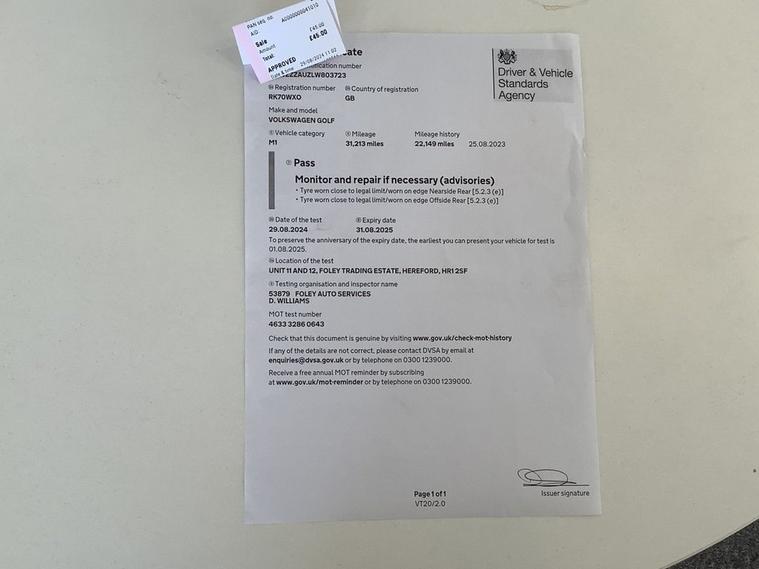 PAN seq. no.
AID: A0000000041010
Sale
Amount £45.00
Total: £45.00
APPROVED
Date & time 29/08/2024 11:02
number
ZZZAUZLW803723
Driver & Vehicle
Standards
Agency
Registration number Country of registration
RK70WXO GB
Make and model
VOLKSWAGEN GOLF
Vehicle category Mileage Mileage history
M1 31,213 miles 22,149 miles 25.08.2023
Pass
Monitor and repair if necessary (advisories)
• Tyre worn close to legal limit/worn on edge Nearside Rear [5.2.3 (e)]
• Tyre worn close to legal limit/worn on edge Offside Rear [5.2.3 (e)]
Date of the test Expiry date
29.08.2024 31.08.2025
To preserve the anniversary of the expiry date, the earliest you can present your vehicle for test is
01.08.2025.
Location of the test
UNIT 11 AND 12, FOLEY TRADING ESTATE, HEREFORD, HR1 2SF
Testing organisation and inspector name
53879 FOLEY AUTO SERVICES
D. WILLIAMS
MOT test number
4633 3286 0643
Check that this document is genuine by visiting www.gov.uk/check-mot-history
If any of the details are not correct, please contact DVSA by email at
enquiries@dvsa.gov.uk or by telephone on 0300 1239000.
Receive a free annual MOT reminder by subscribing
at www.gov.uk/mot-reminder or by telephone on 0300 1239000.
Issuer signature
Page 1 of 1
VT20/2.0